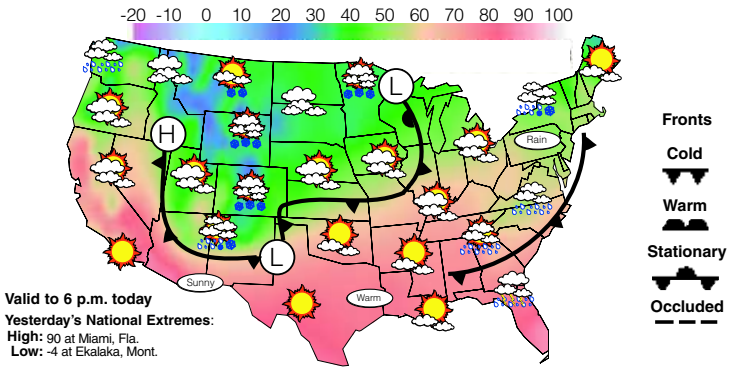 -20 -10 0 10 20 30 40 50 60 70 80 90 100
L
H
Rain
L
Sunny
Warm
Valid to 6 p.m. today
Yesterday's National Extremes:
High: 90 at Miami, Fla.
Low: -4 at Ekalaka, Mont.
Fronts
Cold
Warm
Stationary
Occluded